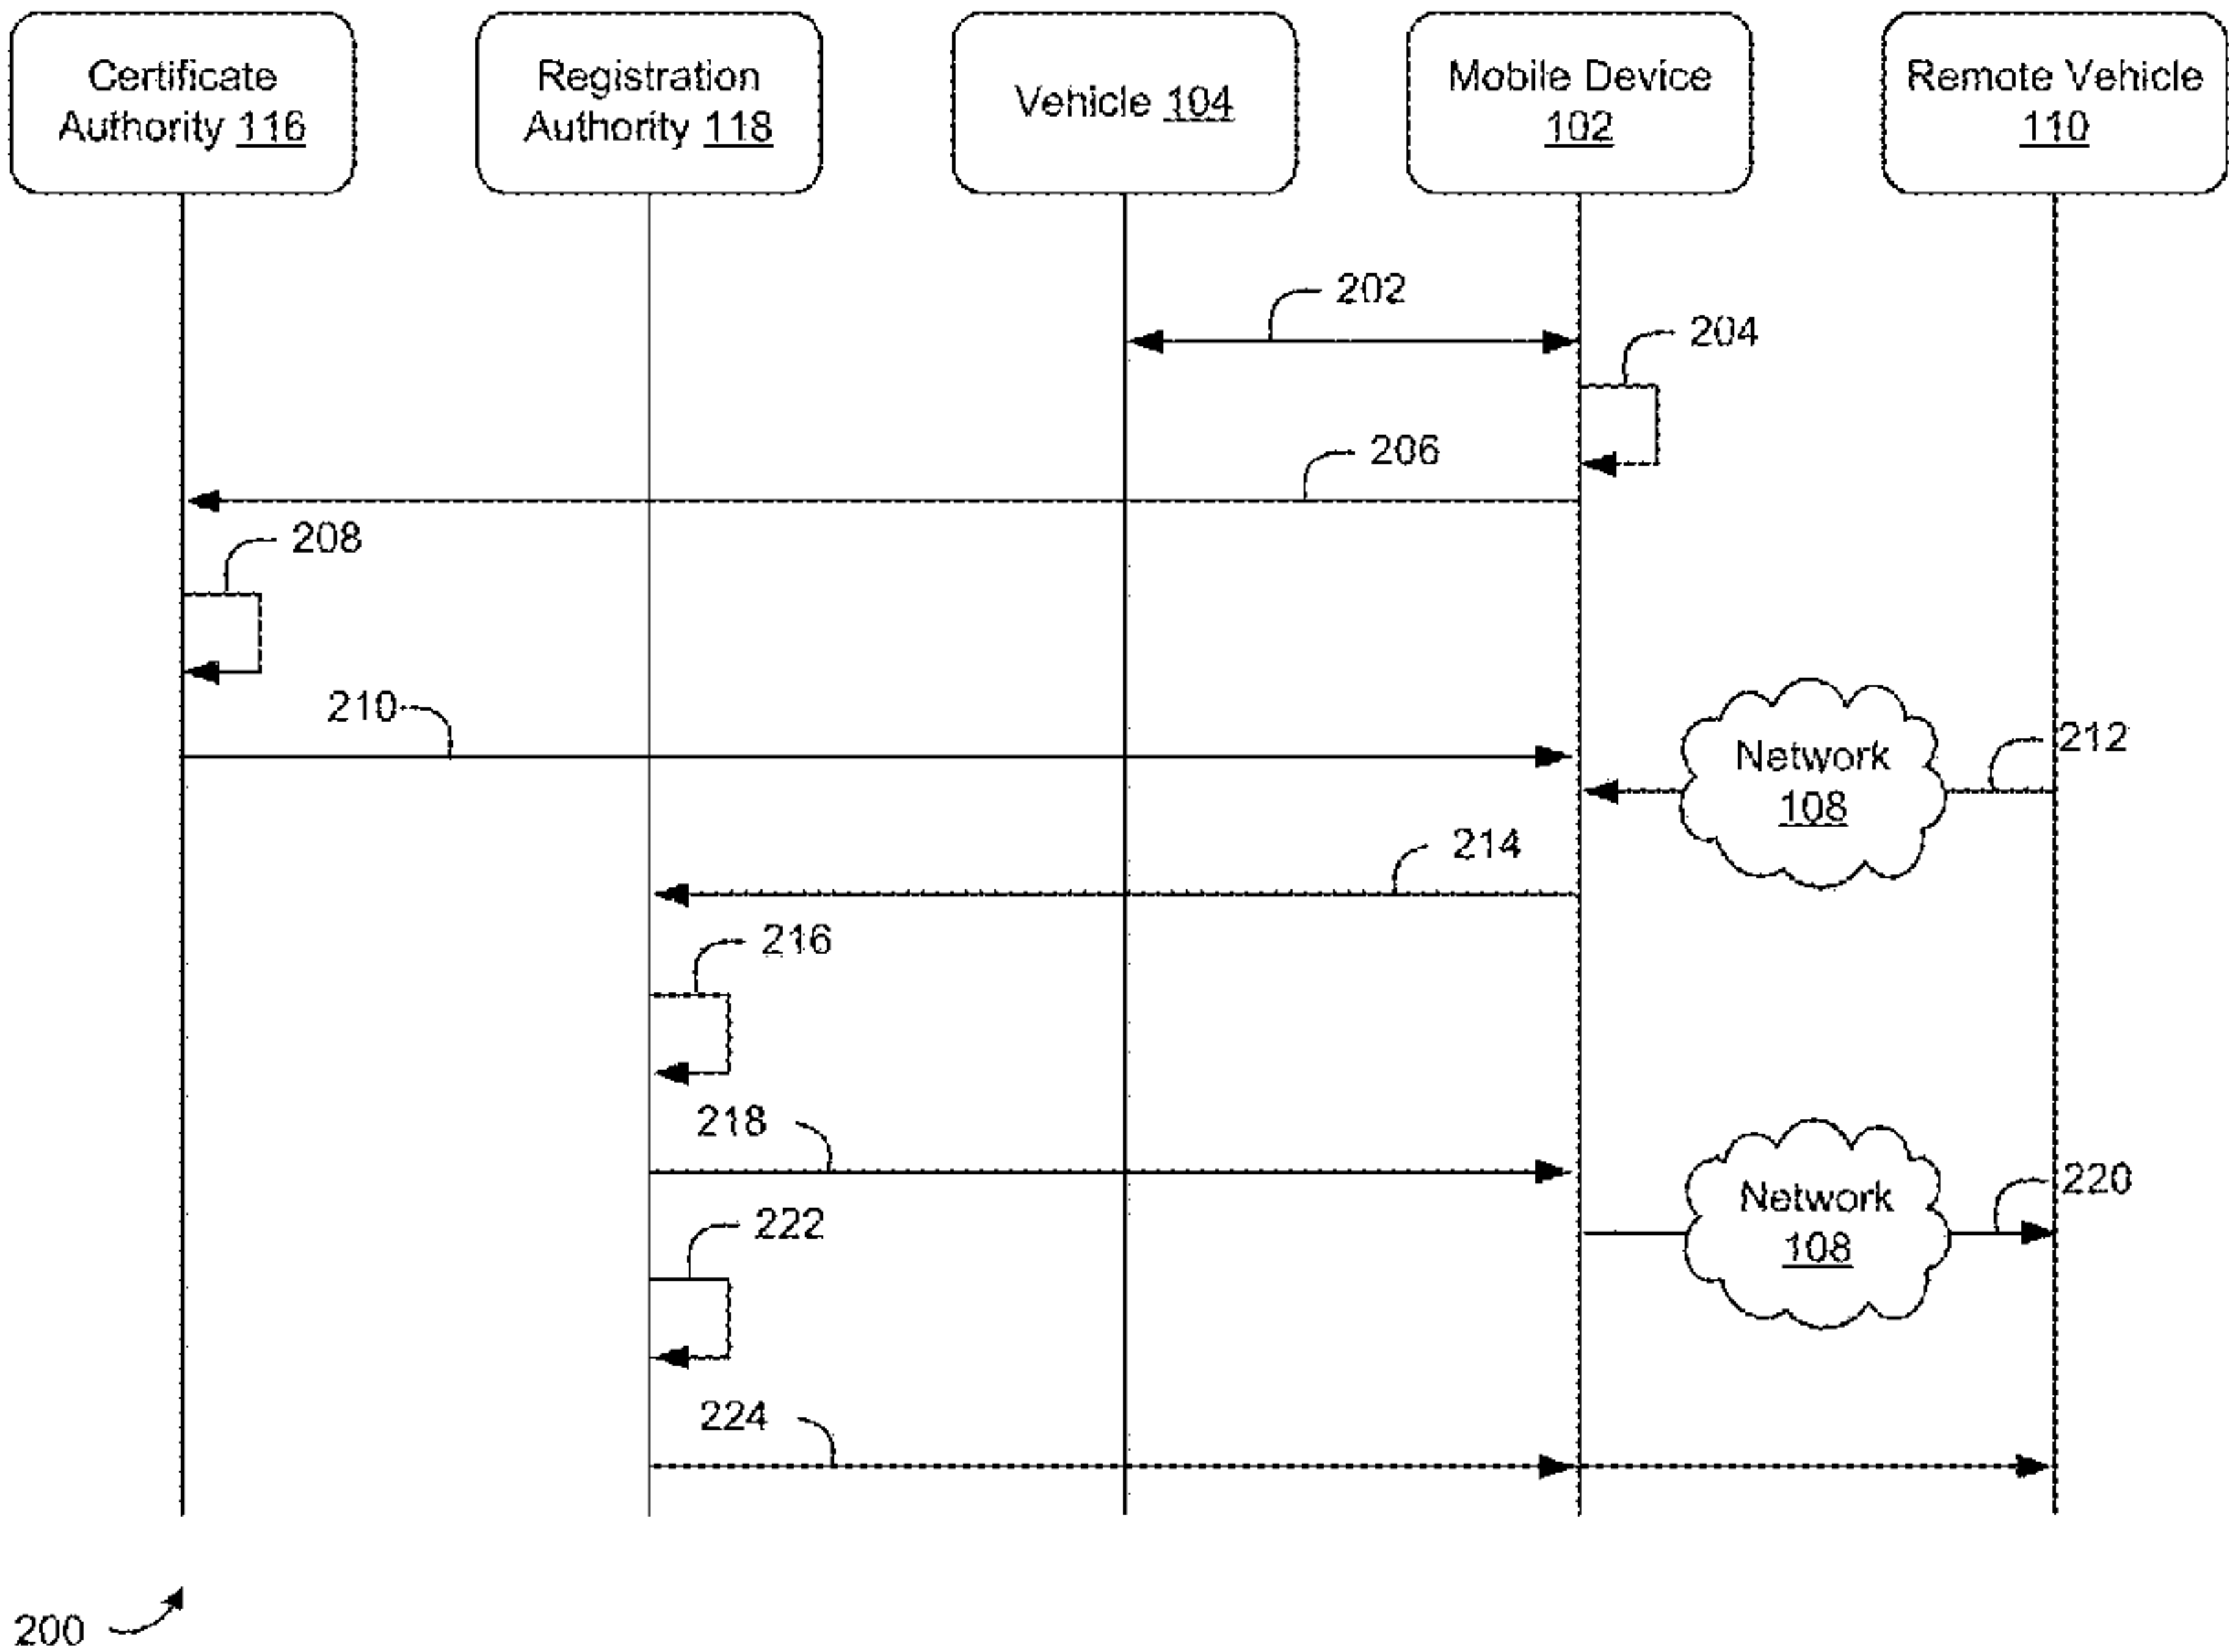 Certificate
Authority 116
Registration
Authority 118
Vehicle 104
Mobile Device
102
Remote Vehicle
110
202
204
206
208
210
Network
108
212
214
216
218
Network
108
220
222
224
200